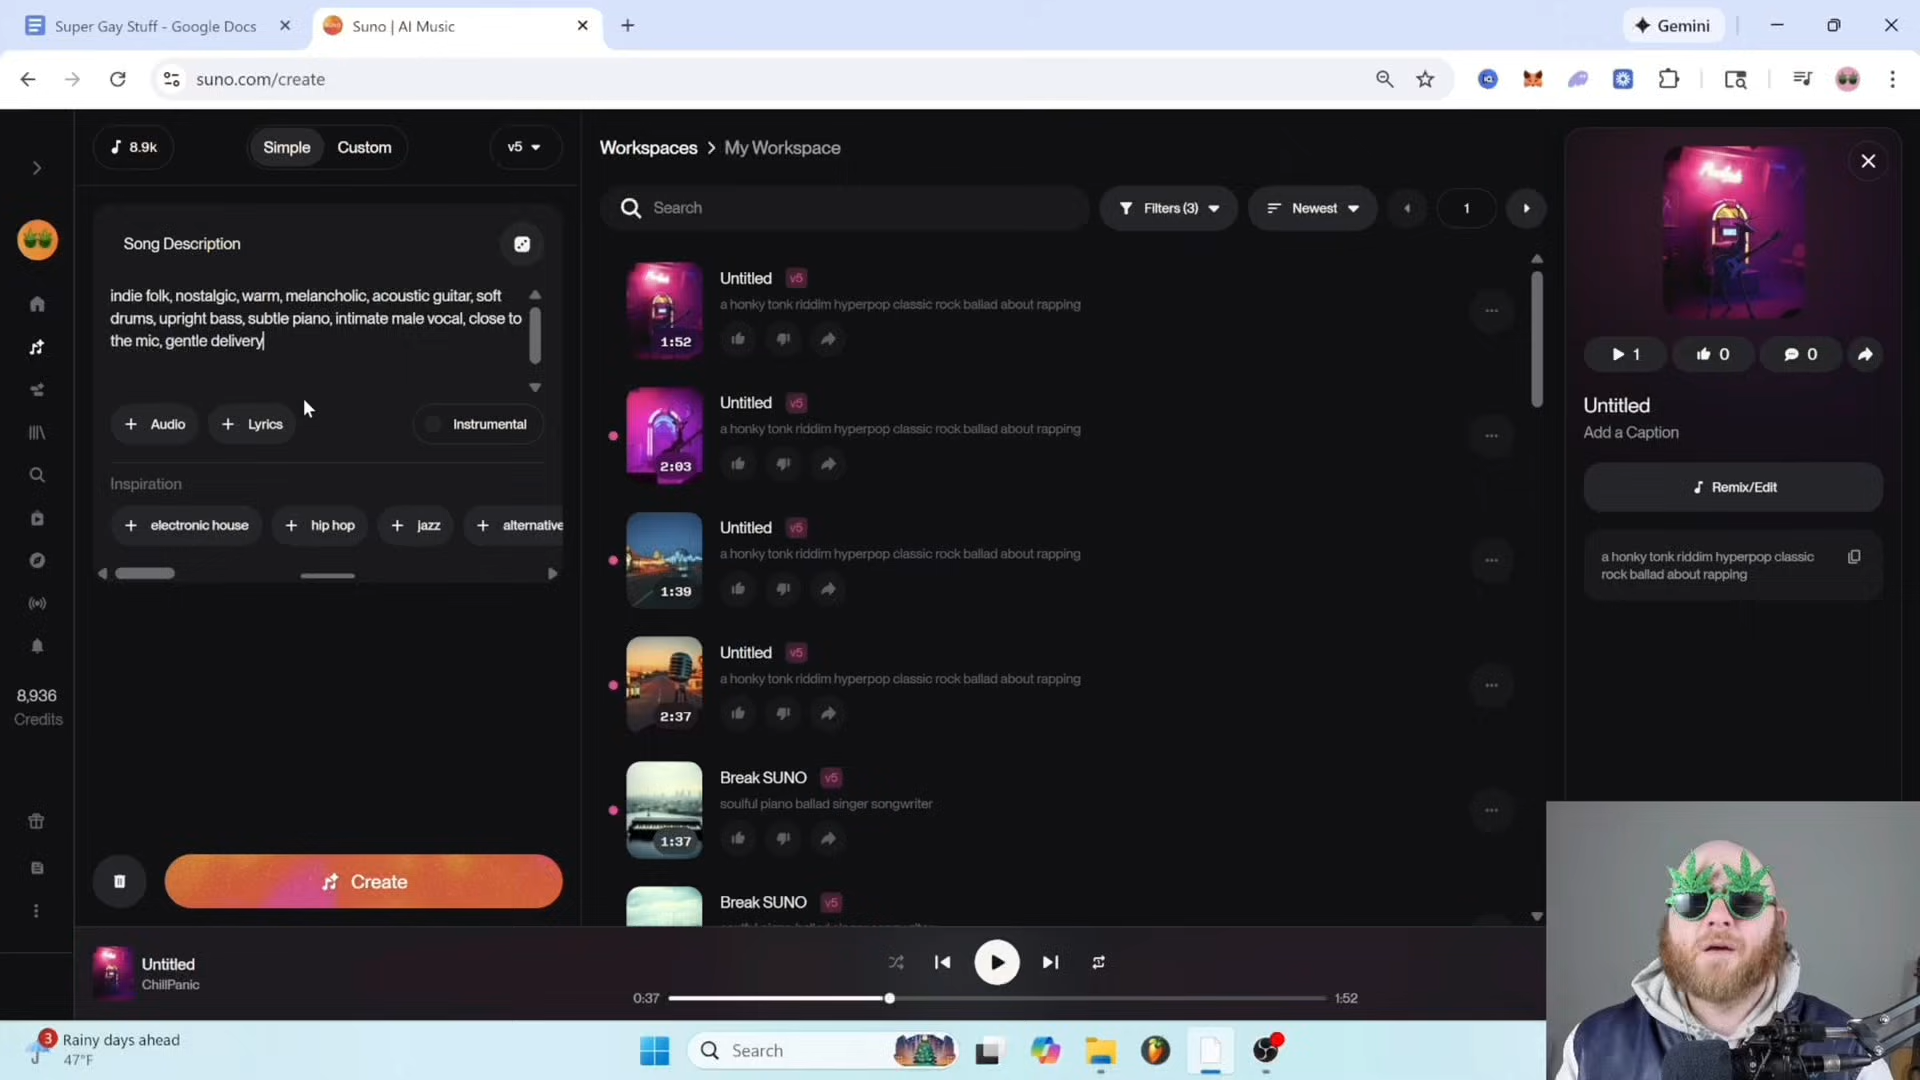 Super Gay Stuff - Google Docs
Suno | AI Music
Gemini
suno.com/create
8.9k
Simple
Custom
v5
Song Description
indie folk, nostalgic, warm, melancholic, acoustic guitar, soft
drums, upright bass, subtle piano, intimate male vocal, close to
the mic, gentle delivery
+ Audio
+ Lyrics
Instrumental
Inspiration
+ electronic house
+ hip hop
+ jazz
+ alternative
8,936
Credits
Create
Workspaces > My Workspace
Search
Filters (3)
Newest
1
Untitled v5
a honky tonk riddim hyperpop classic rock ballad about rapping
1:52
Untitled v5
a honky tonk riddim hyperpop classic rock ballad about rapping
2:03
Untitled v5
a honky tonk riddim hyperpop classic rock ballad about rapping
1:39
Untitled v5
a honky tonk riddim hyperpop classic rock ballad about rapping
2:37
Break SUNO v5
soulful piano ballad singer songwriter
1:37
Break SUNO v5
1
0
0
Untitled
Add a Caption
Remix/Edit
a honky tonk riddim hyperpop classic
rock ballad about rapping
Untitled
ChillPanic
0:37
1:52
3
Rainy days ahead
47°F
Search